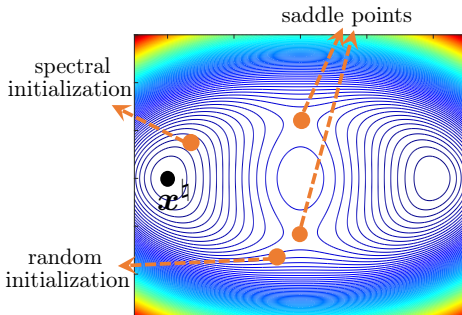 saddle points
spectral
initialization
x♮
random
initialization